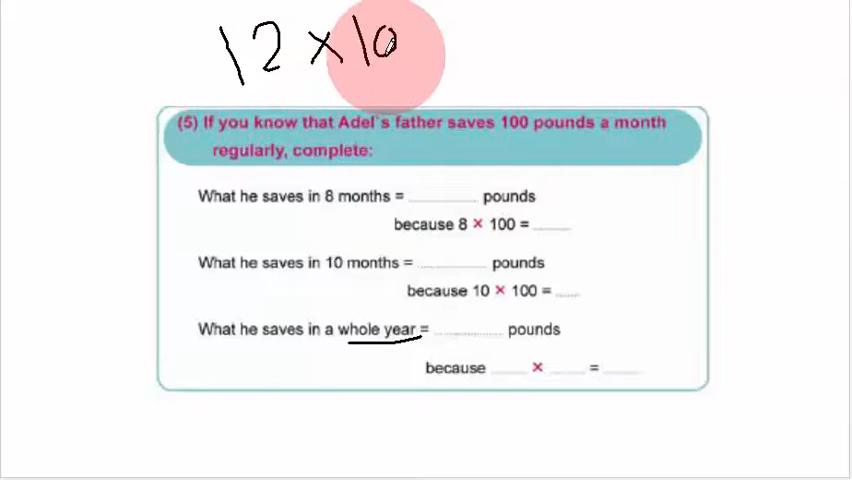 12 × 10
(5) If you know that Adel's father saves 100 pounds a month
regularly, complete:
What he saves in 8 months = ............ pounds
because 8 × 100 = ........
What he saves in 10 months = ............ pounds
because 10 × 100 = ......
What he saves in a whole year = ............ pounds
because ........ × ........ = ........